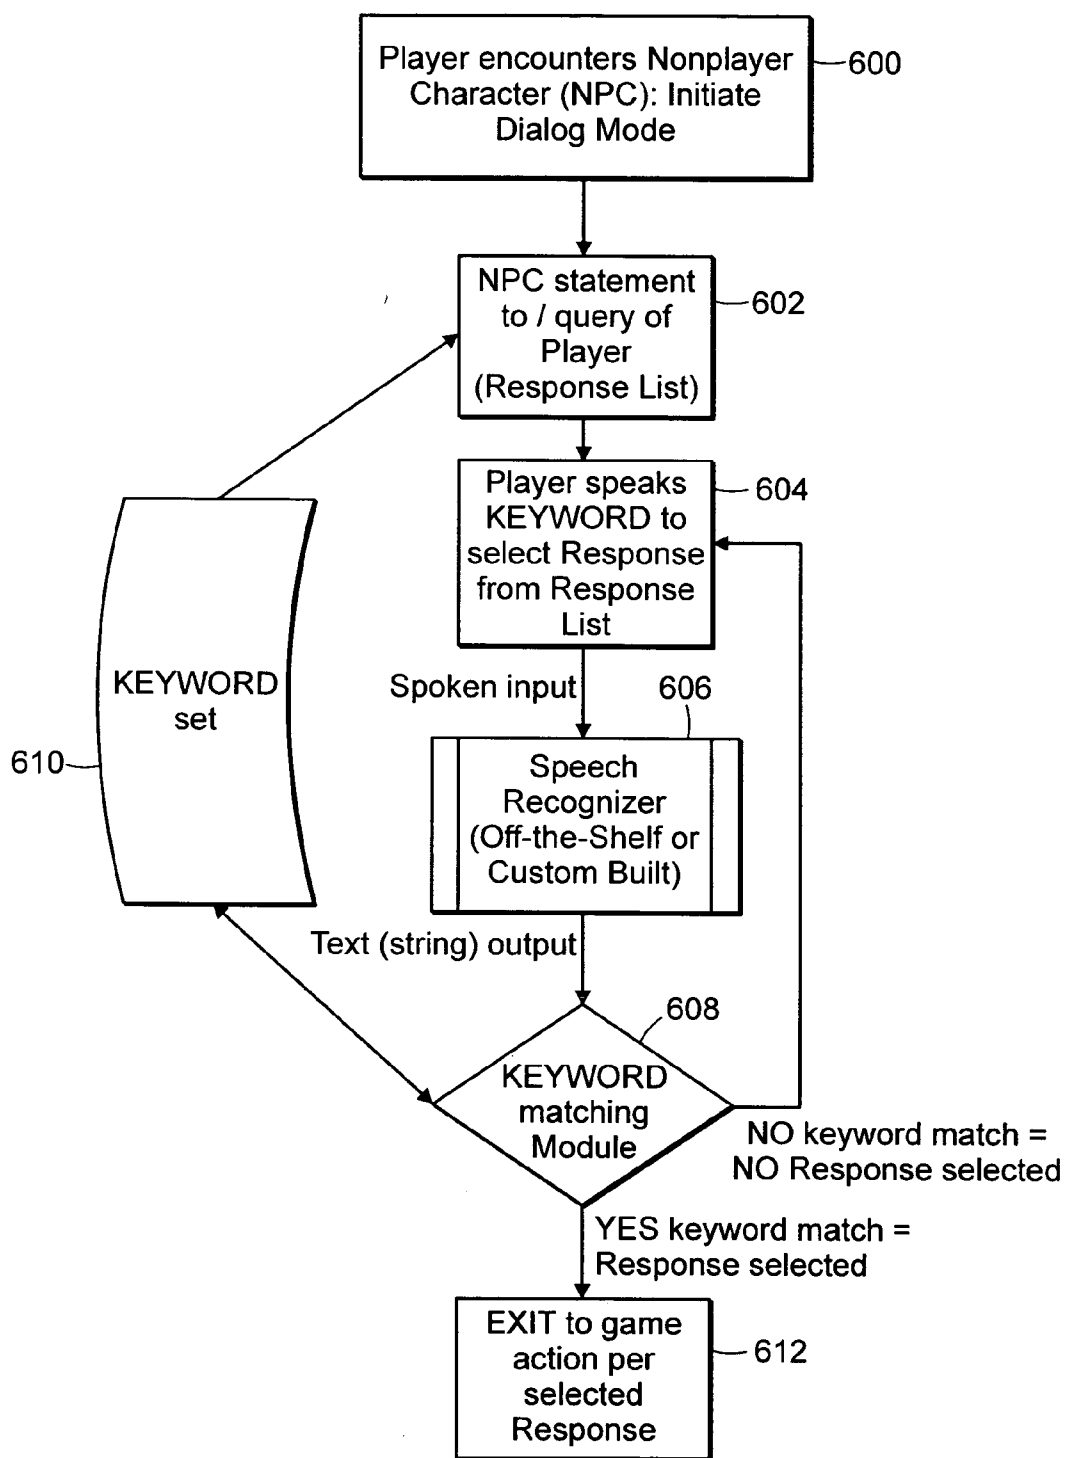 Player encounters Nonplayer
Character (NPC): Initiate
Dialog Mode
600
NPC statement
to / query of
Player
(Response List)
602
Player speaks
KEYWORD to
select Response
from Response
List
604
Spoken input
606
KEYWORD
set
610
Speech
Recognizer
(Off-the-Shelf or
Custom Built)
Text (string) output
608
KEYWORD
matching
Module
NO keyword match =
NO Response selected
YES keyword match =
Response selected
EXIT to game
action per
selected
Response
612